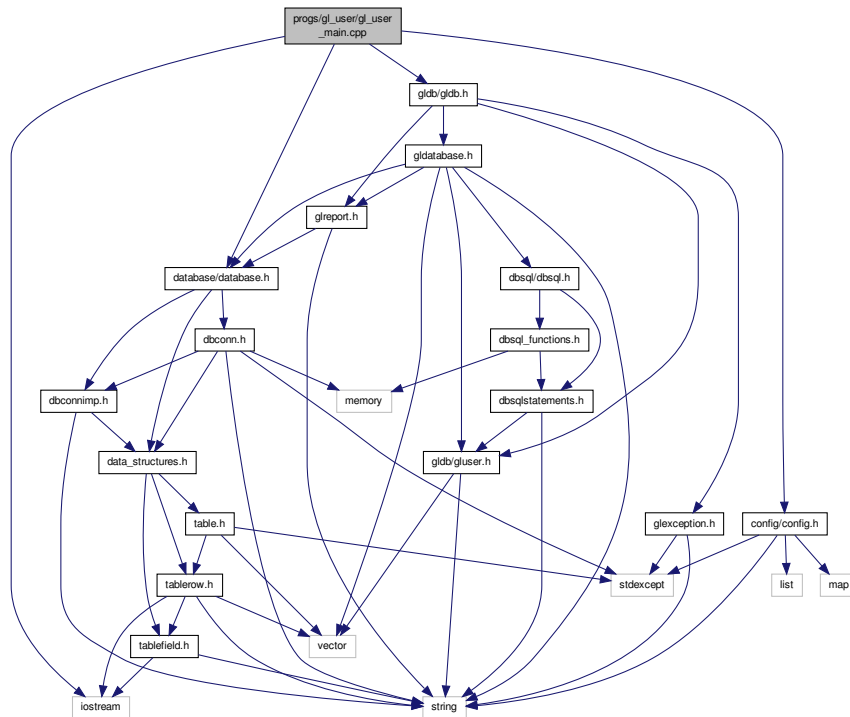 progs/gl_user/gl_user
_main.cpp
gldb/gldb.h
gldatabase.h
glreport.h
database/database.h
dbsql/dbsql.h
dbconn.h
dbsql_functions.h
dbconnimp.h
memory
dbsqlstatements.h
data_structures.h
gldb/gluser.h
table.h
glexception.h
config/config.h
tablerow.h
stdexcept
list
map
tablefield.h
vector
iostream
string